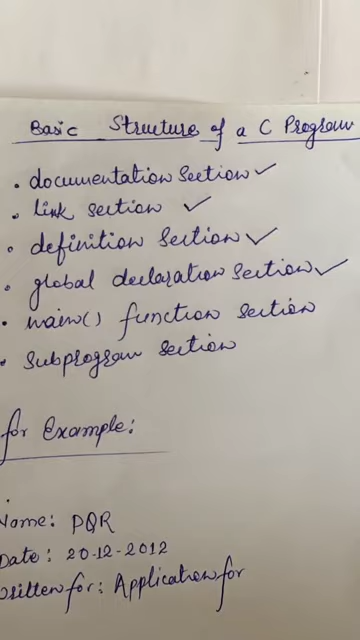 Basic Structure of a C Program
• documentation section ✓
• link section ✓
• definition section ✓
• global declaration section ✓
• main() function section
• subprogram section
for Example:
Name: PQR
Date: 20-12-2012
written for: Application for